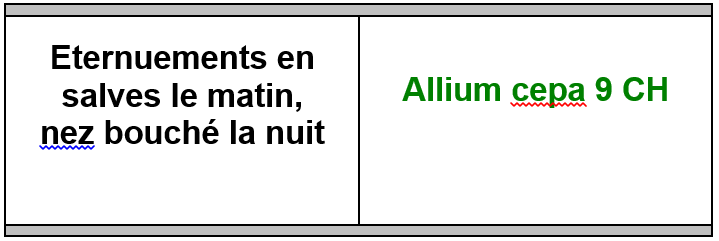 Eternuements en
salves le matin,
nez bouché la nuit
Allium cepa 9 CH